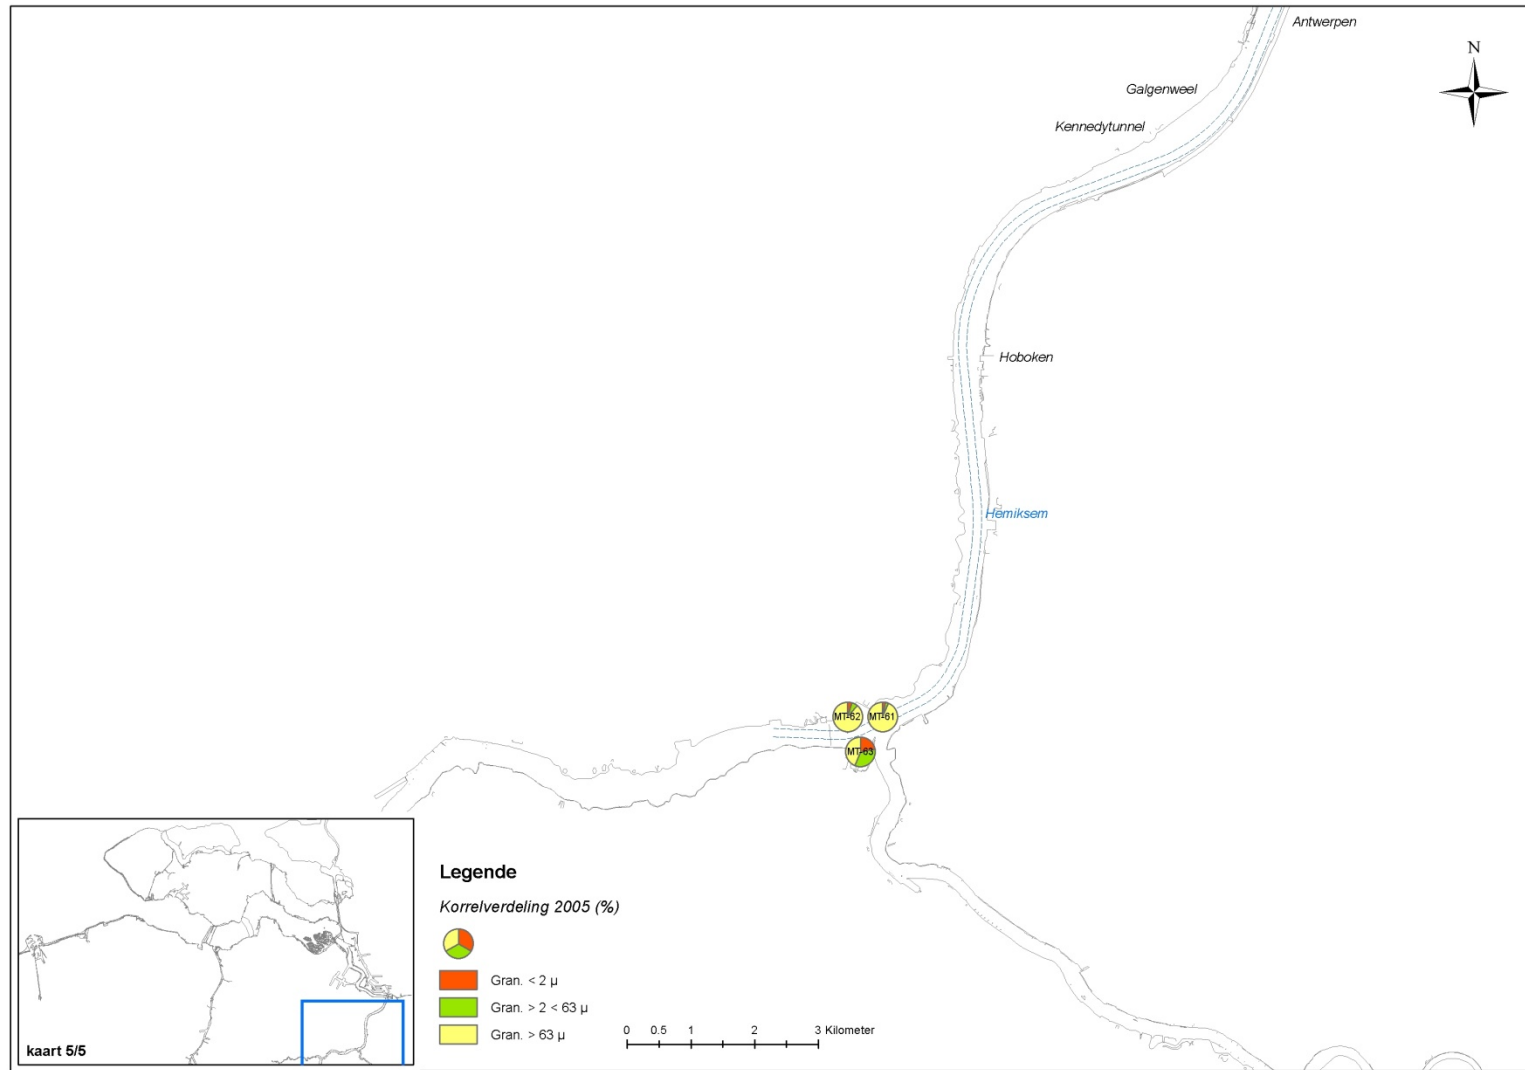 Antwerpen
N
Galgenweel
Kennedytunnel
Hoboken
Hemiksem
MT-62
MT-61
MT-63
Legende
Korrelverdeling 2005 (%)
Gran. < 2 µ
Gran. > 2 < 63 µ
Gran. > 63 µ
0 0.5 1 2 3 Kilometer
kaart 5/5